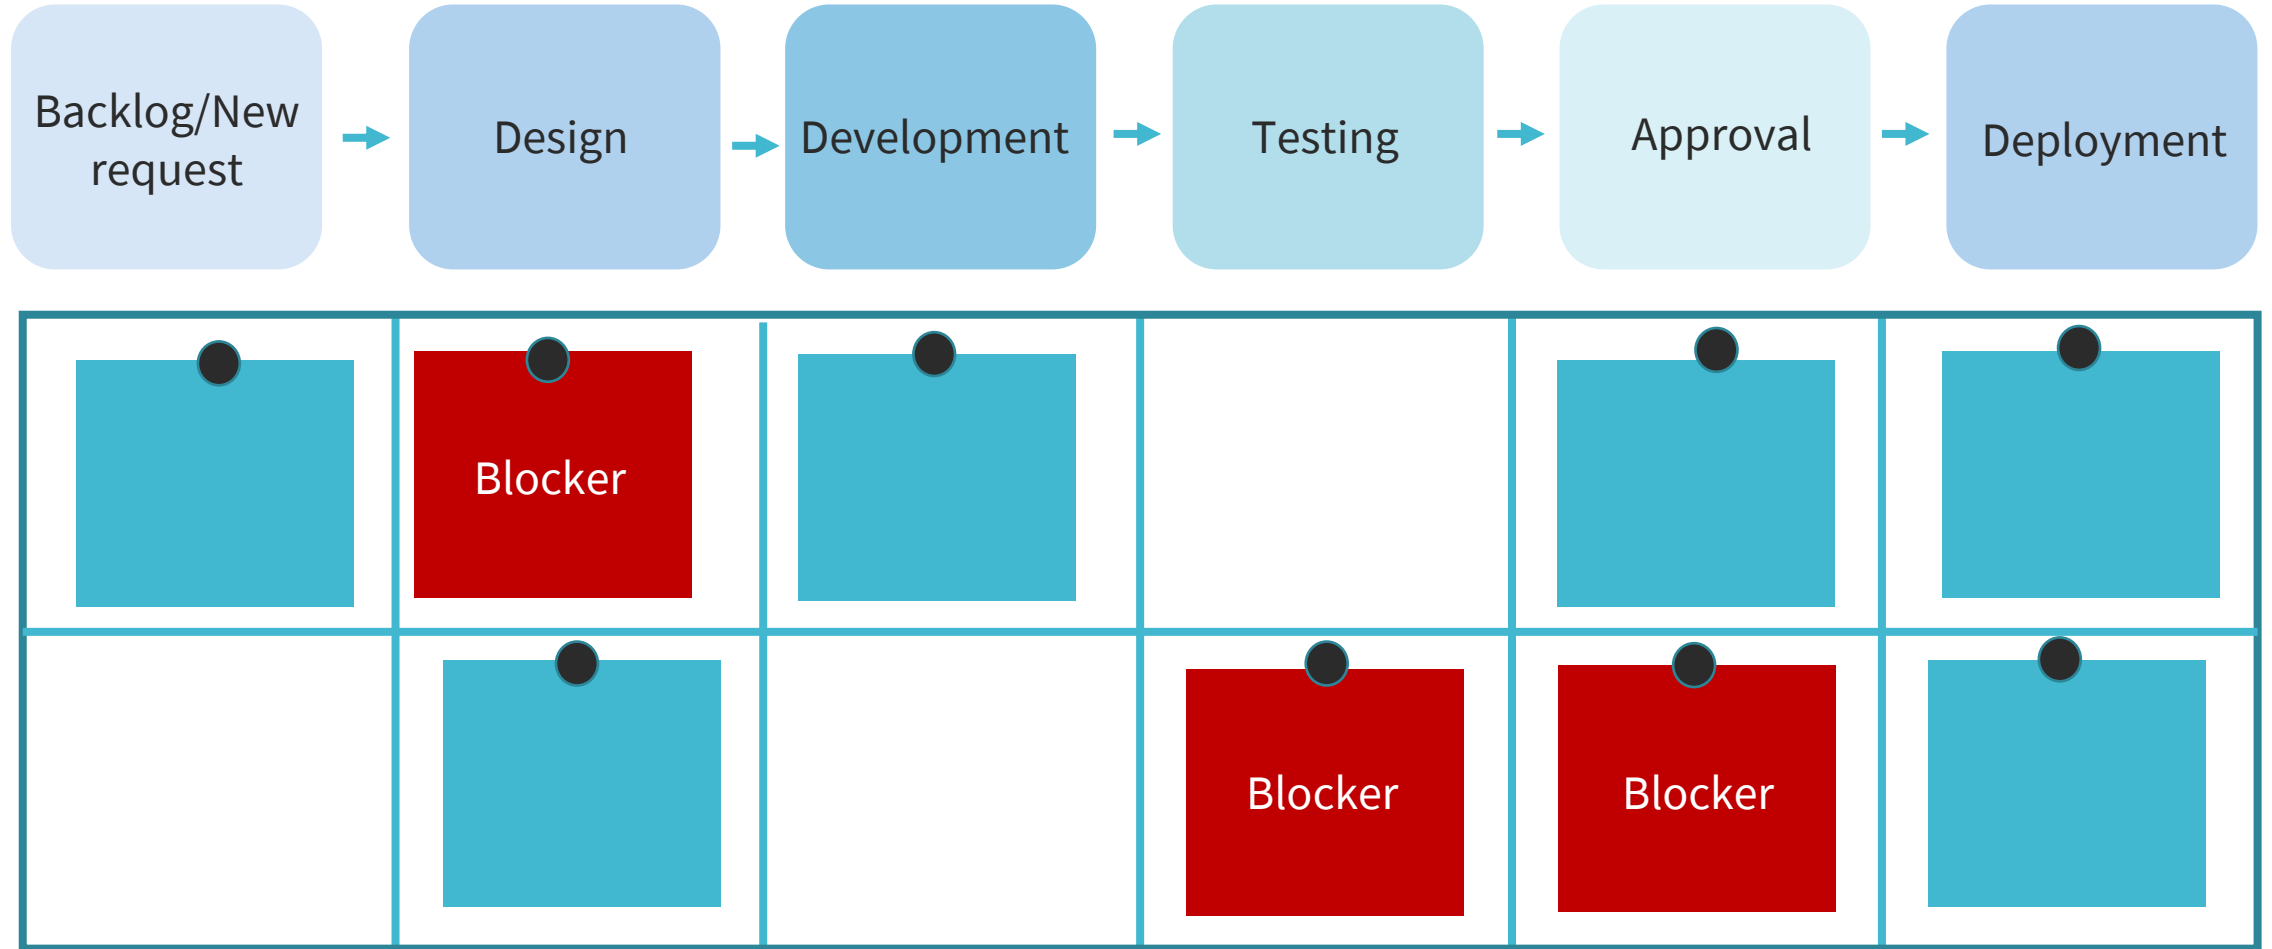 Backlog/New
request
Design
Development
Testing
Approval
Deployment
Blocker
Blocker
Blocker